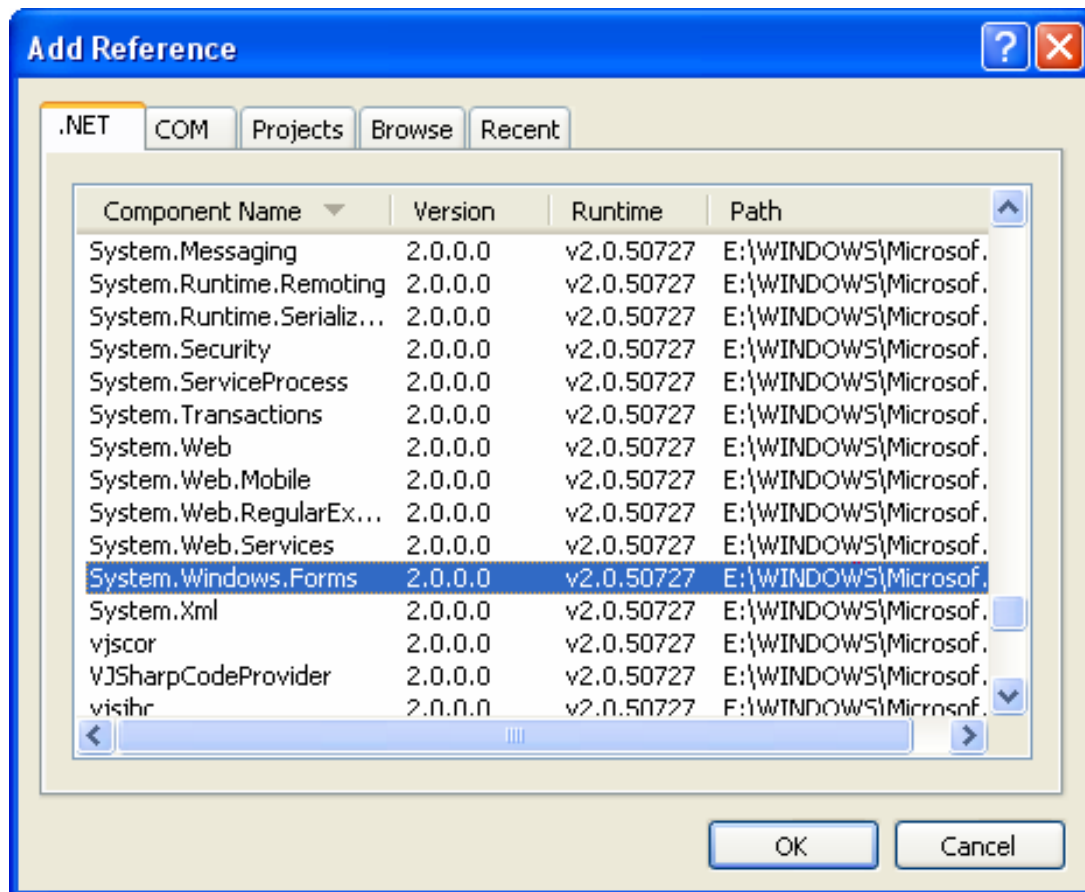 Add Reference
.NET COM Projects Browse Recent
Component Name Version Runtime Path
System.Messaging 2.0.0.0 v2.0.50727 E:\WINDOWS\Microsof.
System.Runtime.Remoting 2.0.0.0 v2.0.50727 E:\WINDOWS\Microsof.
System.Runtime.Serializ... 2.0.0.0 v2.0.50727 E:\WINDOWS\Microsof.
System.Security 2.0.0.0 v2.0.50727 E:\WINDOWS\Microsof.
System.ServiceProcess 2.0.0.0 v2.0.50727 E:\WINDOWS\Microsof.
System.Transactions 2.0.0.0 v2.0.50727 E:\WINDOWS\Microsof.
System.Web 2.0.0.0 v2.0.50727 E:\WINDOWS\Microsof.
System.Web.Mobile 2.0.0.0 v2.0.50727 E:\WINDOWS\Microsof.
System.Web.RegularEx... 2.0.0.0 v2.0.50727 E:\WINDOWS\Microsof.
System.Web.Services 2.0.0.0 v2.0.50727 E:\WINDOWS\Microsof.
System.Windows.Forms 2.0.0.0 v2.0.50727 E:\WINDOWS\Microsof.
System.Xml 2.0.0.0 v2.0.50727 E:\WINDOWS\Microsof.
vjscor 2.0.0.0 v2.0.50727 E:\WINDOWS\Microsof.
VJSharpCodeProvider 2.0.0.0 v2.0.50727 E:\WINDOWS\Microsof.
2.0.0.0 v2.0.50727 E:\WINDOWS\Microsof.
OK Cancel